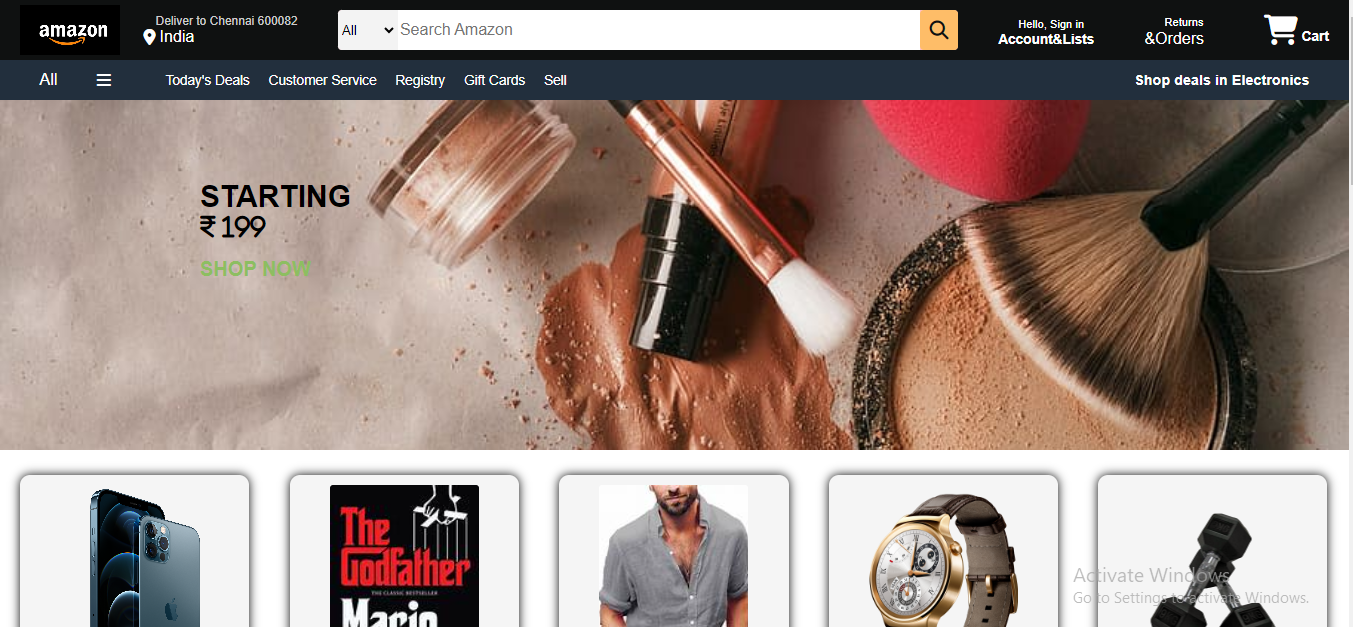 amazon
Deliver to Chennai 600082
India
All
Search Amazon
Hello, Sign in
Account&Lists
Returns
&Orders
Cart
All
Today's Deals
Customer Service
Registry
Gift Cards
Sell
Shop deals in Electronics
STARTING
₹ 199
SHOP NOW
The
Godfather
THE CLASSIC BESTSELLER
Mario
Activate Windows
Go to Settings to activate Windows.